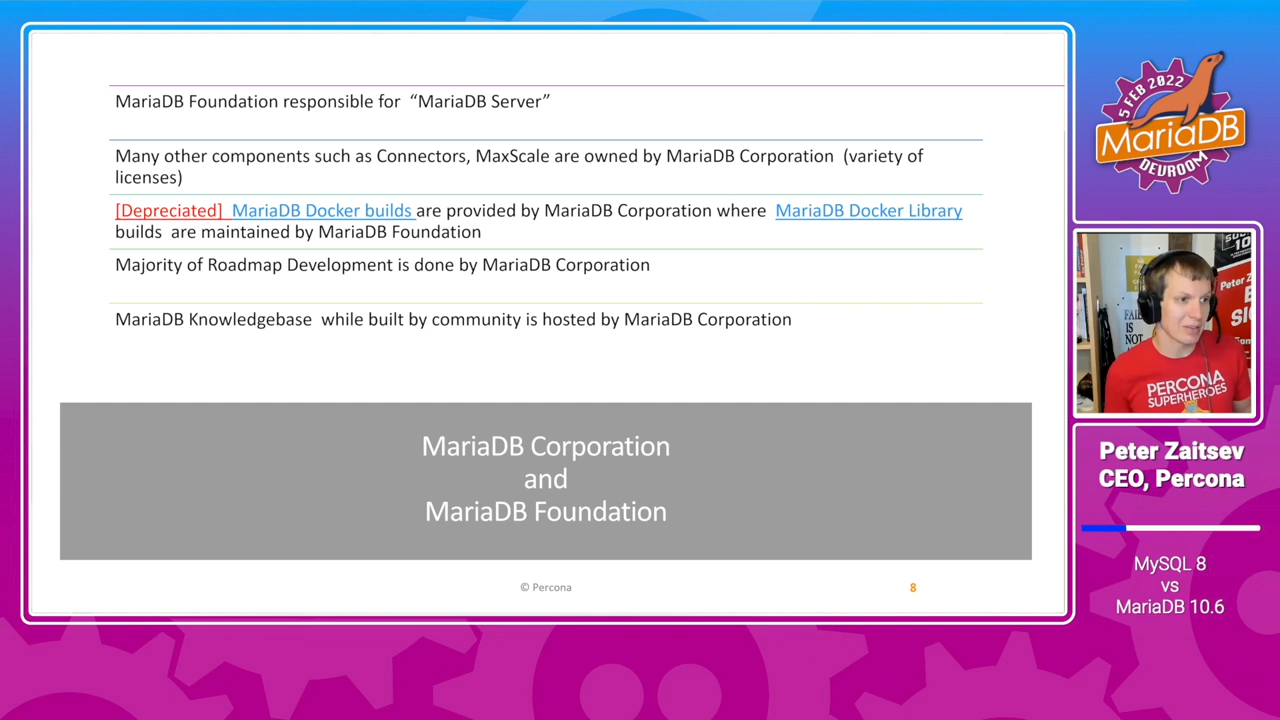 MariaDB Foundation responsible for “MariaDB Server”
Many other components such as Connectors, MaxScale are owned by MariaDB Corporation (variety of
licenses)
[Depreciated] MariaDB Docker builds are provided by MariaDB Corporation where MariaDB Docker Library
builds are maintained by MariaDB Foundation
Majority of Roadmap Development is done by MariaDB Corporation
MariaDB Knowledgebase while built by community is hosted by MariaDB Corporation
MariaDB Corporation
and
MariaDB Foundation
© Percona
8
5 FEB 2022
MariaDB
DEVROOM
Peter Z
FAIL
IS
NOT
PERCONA
SUPERHEROES
Peter Zaitsev
CEO, Percona
MySQL 8
vs
MariaDB 10.6